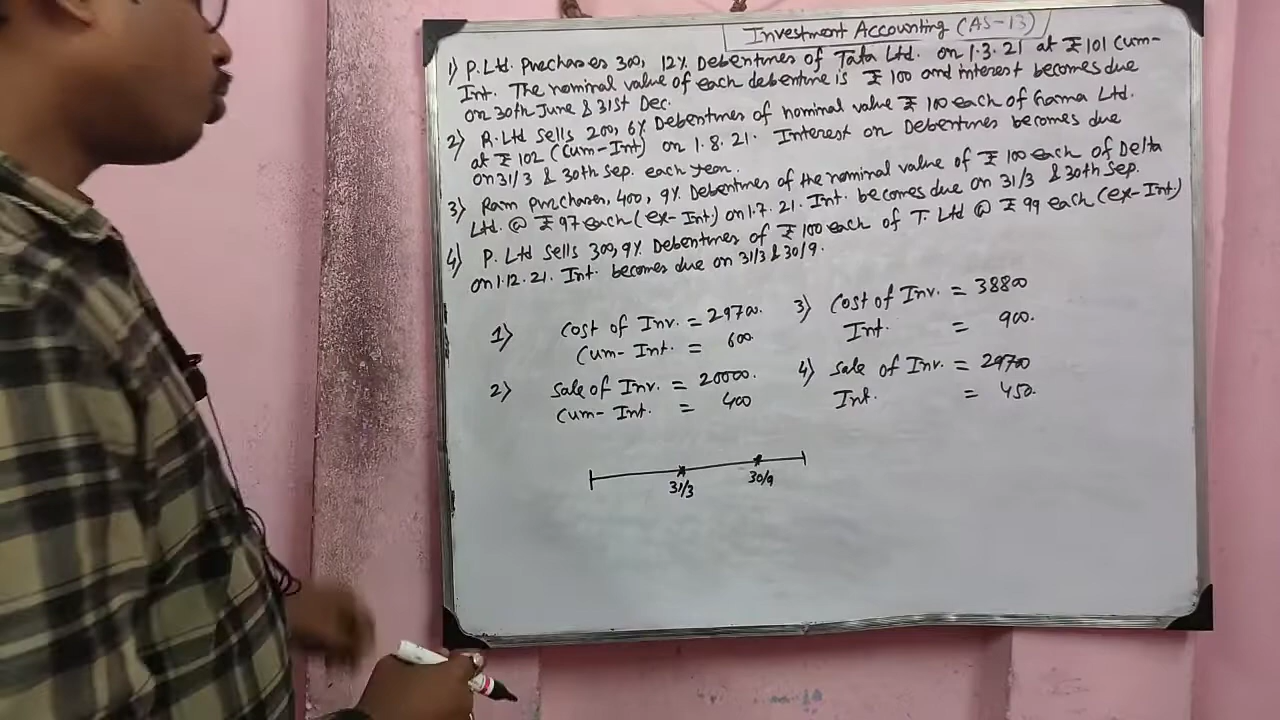 Investment Accounting (AS-13)
1) P. Ltd. Purchases 300, 12% Debentures of Tata Ltd. on 1.3.21 at ₹101 Cum-
Int. The nominal value of each debenture is ₹ 100 and interest becomes due
on 30th June & 31st Dec.
2) R. Ltd Sells 200, 6% Debentures of nominal value ₹ 100 each of Gama Ltd.
at ₹ 102 (Cum-Int) on 1.8.21. Interest on Debentures becomes due
on 31/3 & 30th Sep. each year.
3) Ram purchases, 400, 9% Debentures of the nominal value of ₹ 100 each of Delta
Ltd. @ ₹ 97 each (ex-Int) on 1.7.21. Int. becomes due on 31/3 & 30th Sep.
4) P. Ltd Sells 300, 9% Debentures of ₹ 100 each of T. Ltd @ ₹ 99 each (ex-Int)
on 1.12.21. Int. becomes due on 31/3 & 30/9.
1) Cost of Inv. = 29700.
Cum-Int. = 600.
2) Sale of Inv. = 20000.
Cum-Int. = 400
3) Cost of Inv. = 38800
Int. = 900.
4) Sale of Inv. = 29700
Int. = 450.
31/3 30/9